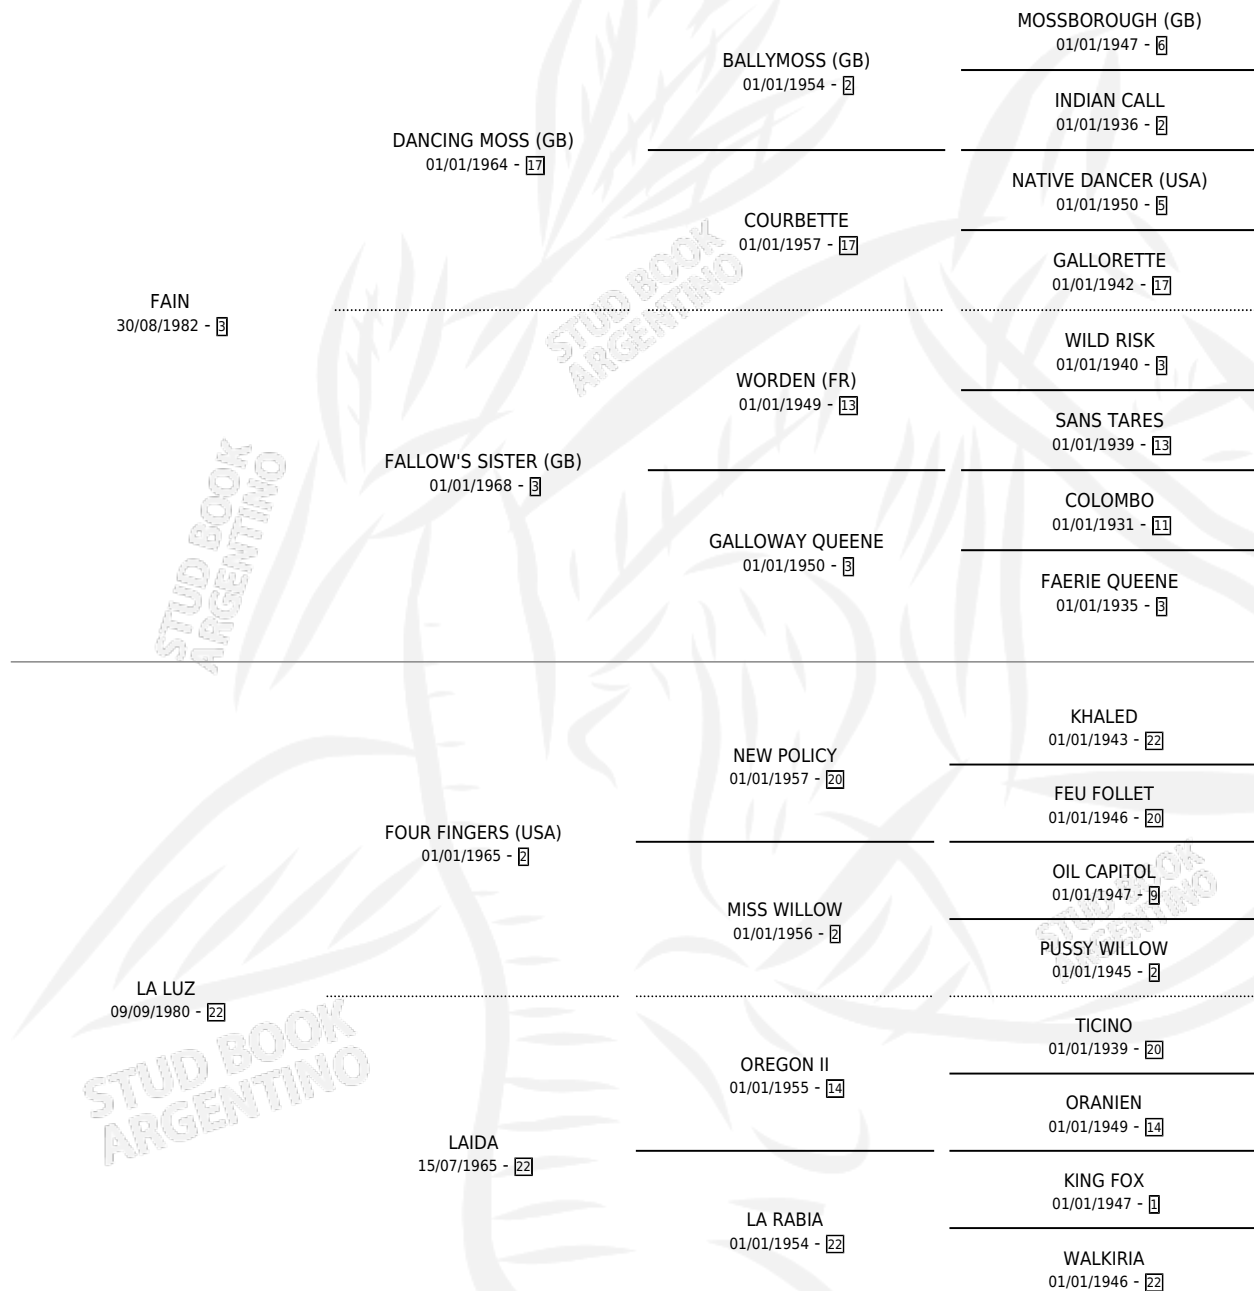 MOSSBOROUGH (GB)
01/01/1947 - 6
BALLYMOSS (GB)
01/01/1954 - 2
INDIAN CALL
01/01/1936 - 2
DANCING MOSS (GB)
01/01/1964 - 17
NATIVE DANCER (USA)
01/01/1950 - 5
COURBETTE
01/01/1957 - 17
GALLORETTE
01/01/1942 - 17
FAIN
30/08/1982 - 3
STUD BOOK
ARGENTINO
WILD RISK
01/01/1940 - 3
WORDEN (FR)
01/01/1949 - 13
SANS TARES
01/01/1939 - 13
FALLOW'S SISTER (GB)
01/01/1968 - 3
COLOMBO
01/01/1931 - 11
GALLOWAY QUEENE
01/01/1950 - 3
FAERIE QUEENE
01/01/1935 - 3
STUD BOOK
ARGENTINO
KHALED
01/01/1943 - 22
NEW POLICY
01/01/1957 - 20
FEU FOLLET
01/01/1946 - 20
FOUR FINGERS (USA)
01/01/1965 - 2
OIL CAPITOL
01/01/1947 - 9
MISS WILLOW
01/01/1956 - 2
STUD BOOK
ARGENTINO
PUSSY WILLOW
01/01/1945 - 2
LA LUZ
09/09/1980 - 22
STUD BOOK
ARGENTINO
TICINO
01/01/1939 - 20
OREGON II
01/01/1955 - 14
ORANIEN
01/01/1949 - 14
LAIDA
15/07/1965 - 22
KING FOX
01/01/1947 - 1
LA RABIA
01/01/1954 - 22
WALKIRIA
01/01/1946 - 22